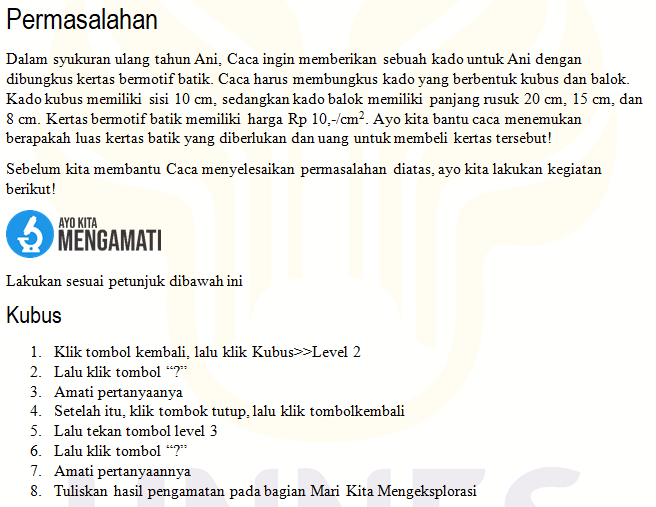 Permasalahan
Dalam syukuran ulang tahun Ani, Caca ingin memberikan sebuah kado untuk Ani dengan
dibungkus kertas bermotif batik. Caca harus membungkus kado yang berbentuk kubus dan balok.
Kado kubus memiliki sisi 10 cm, sedangkan kado balok memiliki panjang rusuk 20 cm, 15 cm, dan
8 cm. Kertas bermotif batik memiliki harga Rp 10,-/cm². Ayo kita bantu caca menemukan
berapakah luas kertas batik yang diberlukan dan uang untuk membeli kertas tersebut!
Sebelum kita membantu Caca menyelesaikan permasalahan diatas, ayo kita lakukan kegiatan
berikut!
AYO KITA
MENGAMATI
Lakukan sesuai petunjuk dibawah ini
Kubus
1. Klik tombol kembali, lalu klik Kubus>>Level 2
2. Lalu klik tombol “?”
3. Amati pertanyaanya
4. Setelah itu, klik tombok tutup, lalu klik tombolkembali
5. Lalu tekan tombol level 3
6. Lalu klik tombol “?”
7. Amati pertanyaannya
8. Tuliskan hasil pengamatan pada bagian Mari Kita Mengeksplorasi
UNNES